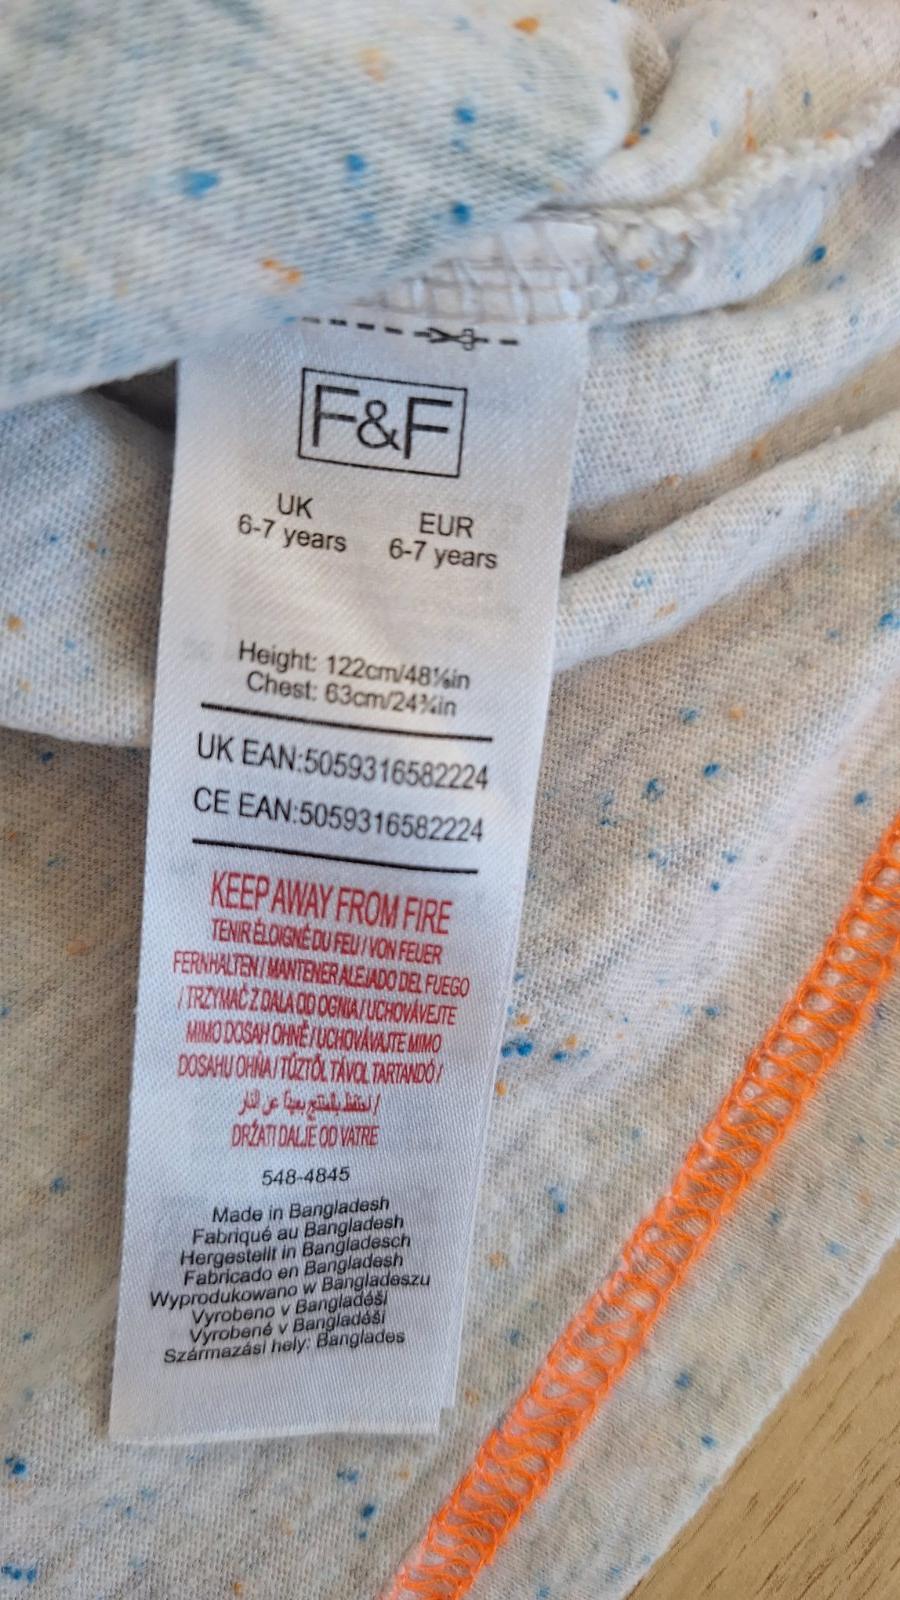 F&F
UK
6-7 years
EUR
6-7 years
Height: 122cm/48⅛in
Chest: 63cm/24¾in
UK EAN:5059316582224
CE EAN:5059316582224
KEEP AWAY FROM FIRE
TENIR ÉLOIGNÉ DU FEU / VON FEUER
FERNHALTEN / MANTENER ALEJADO DEL FUEGO
/ TRZYMAĆ Z DALA OD OGNIA / UCHOVÁVEJTE
MIMO DOSAH OHNĚ / UCHOVÁVAJTE MIMO
DOSAHU OHŇA / TŰZTŐL TÁVOL TARTANDÓ /
/ احتفظ بالمنتج بعيداً عن النار
DRŽATI DALJE OD VATRE
548-4845
Made in Bangladesh
Fabriqué au Bangladesh
Hergestellt in Bangladesch
Fabricado en Bangladesh
Wyprodukowano w Bangladeszu
Vyrobeno v Bangladéši
Vyrobené v Bangladéši
Származási hely: Banglades